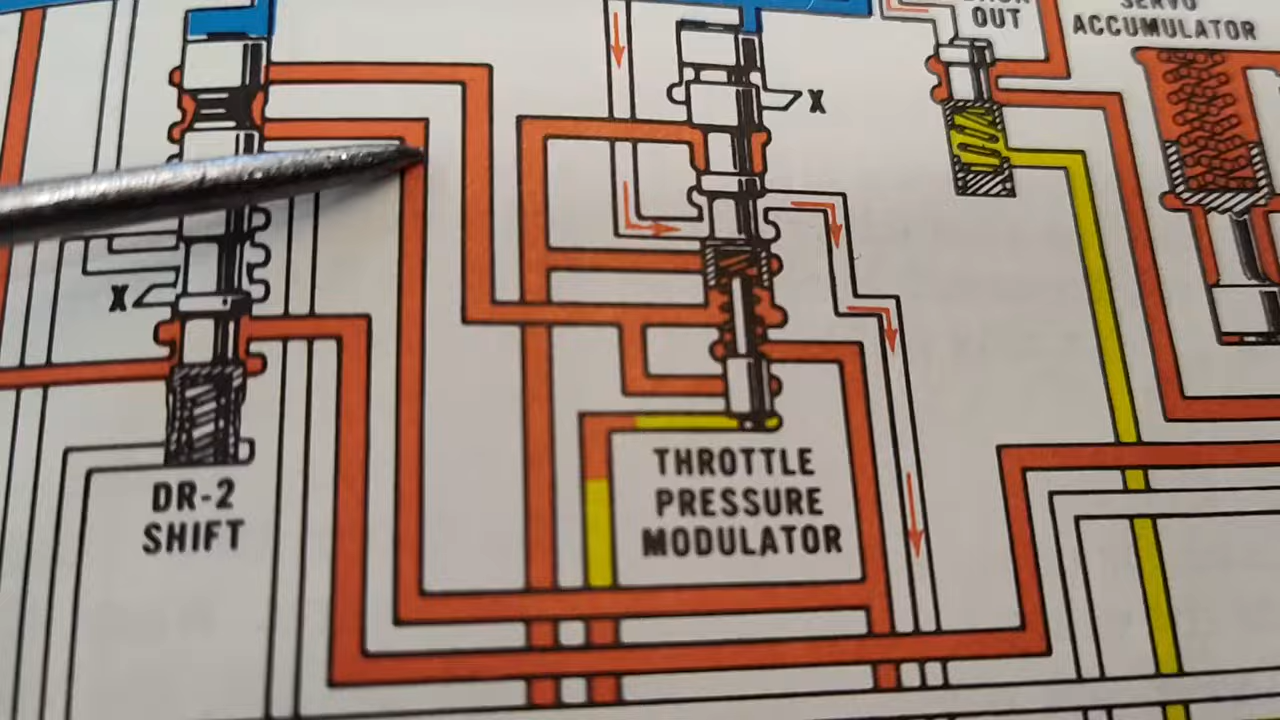 OUT
SERVO
ACCUMULATOR
X
X
DR-2
SHIFT
THROTTLE
PRESSURE
MODULATOR